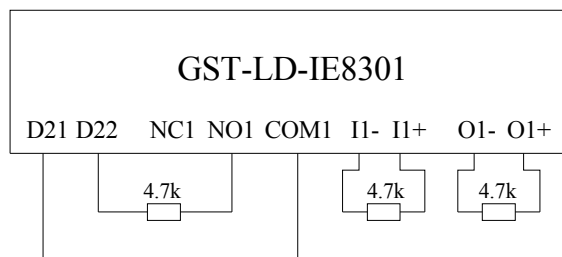 GST-LD-IE8301
D21 D22 NC1 NO1 COM1 I1- I1+ O1- O1+
4.7k 4.7k 4.7k